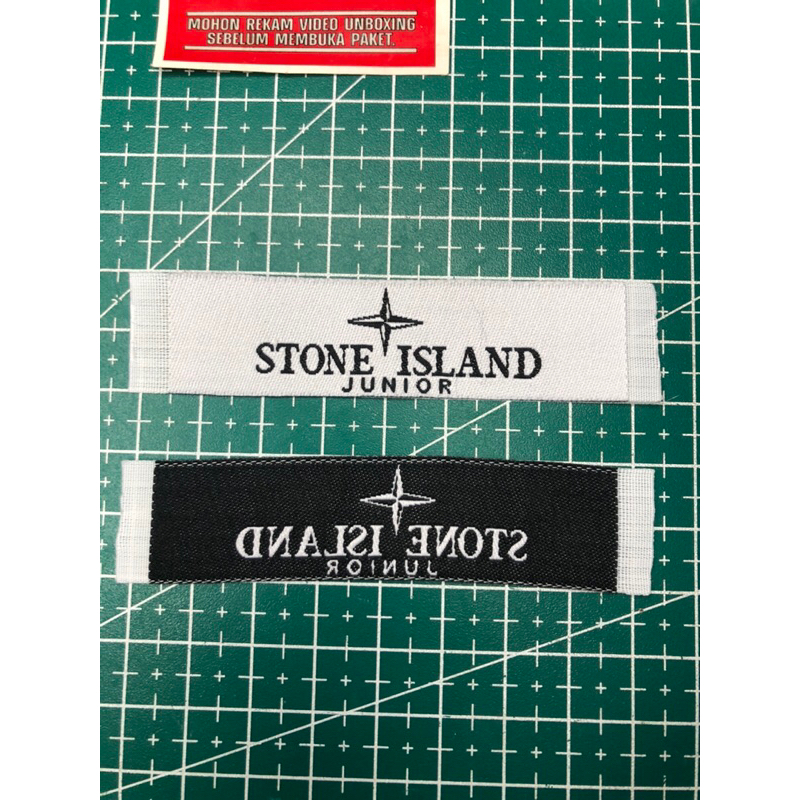 MOHON REKAM VIDEO UNBOXING
SEBELUM MEMBUKA PAKET.
STONE ISLAND
JUNIOR
STONE ISLAND
JUNIOR